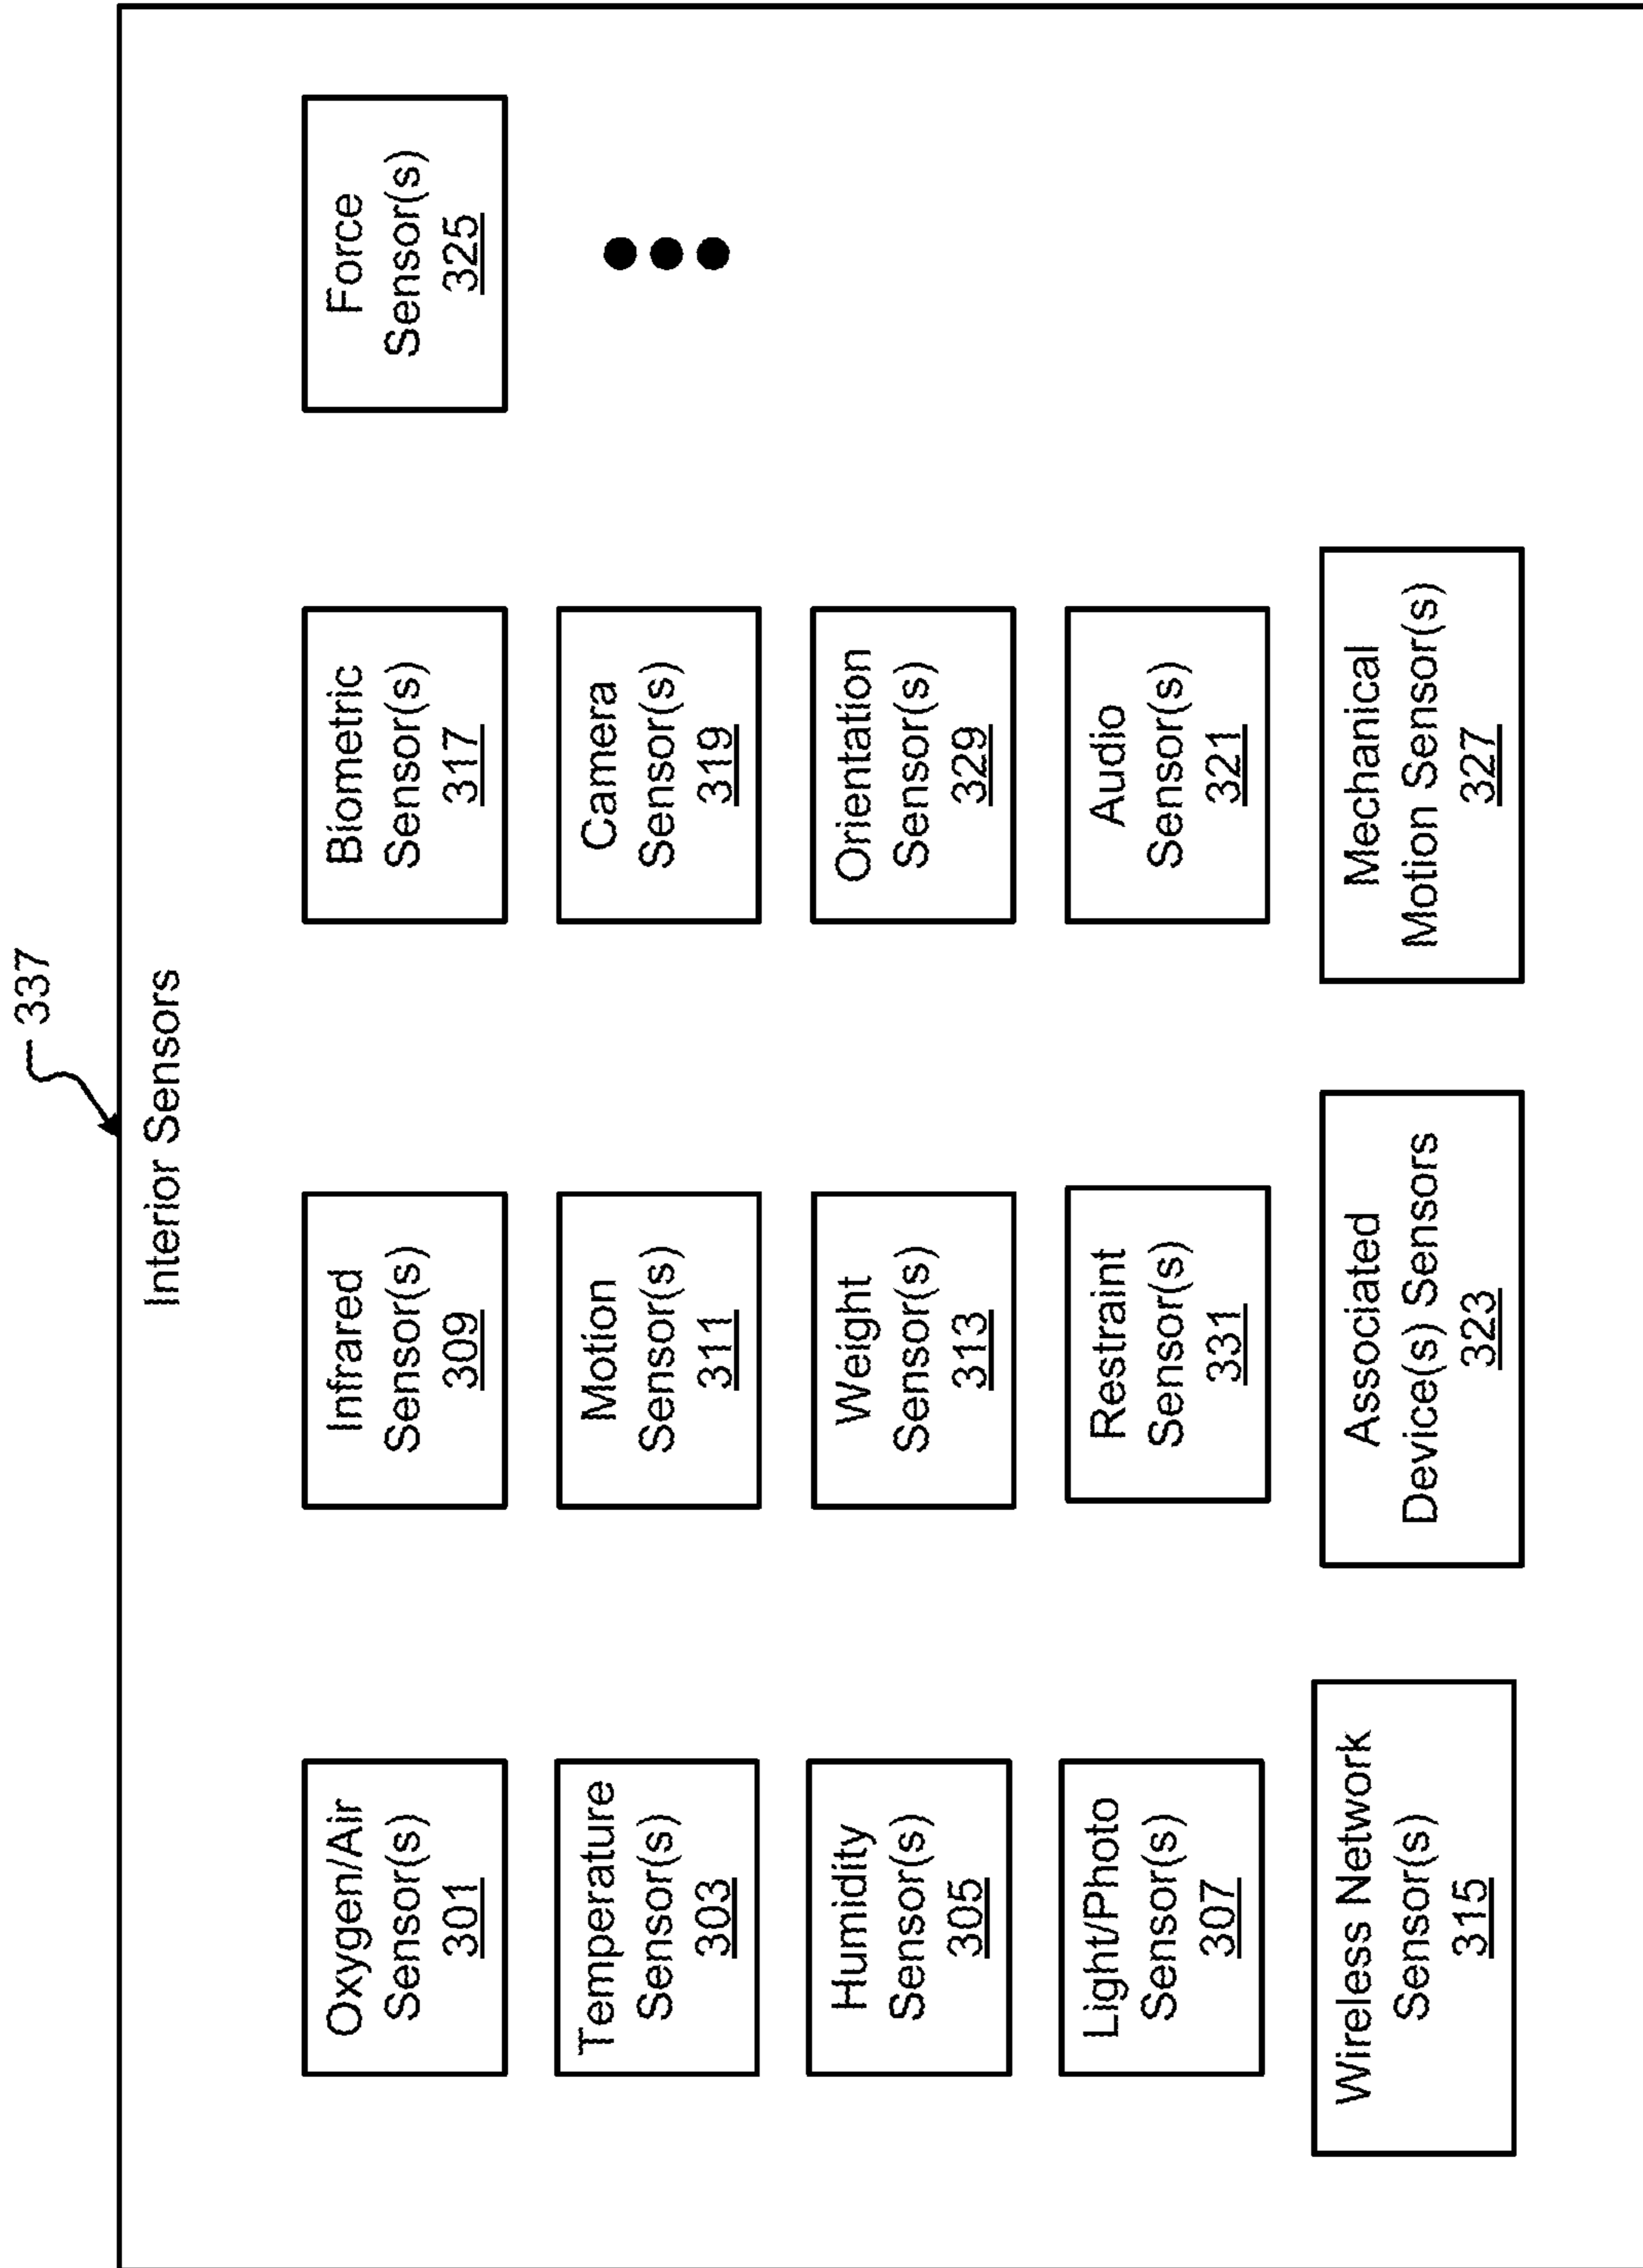 337
Interior Sensors
Oxygen/Air
Sensor(s)
301
Temperature
Sensor(s)
303
Humidity
Sensor(s)
305
Light/Photo
Sensor(s)
307
Wireless Network
Sensor(s)
315
Infrared
Sensor(s)
309
Motion
Sensor(s)
311
Weight
Sensor(s)
313
Restraint
Sensor(s)
331
Associated
Device(s) Sensors
323
Biometric
Sensor(s)
317
Camera
Sensor(s)
319
Orientation
Sensor(s)
329
Audio
Sensor(s)
321
Mechanical
Motion Sensor(s)
327
Force
Sensor(s)
325